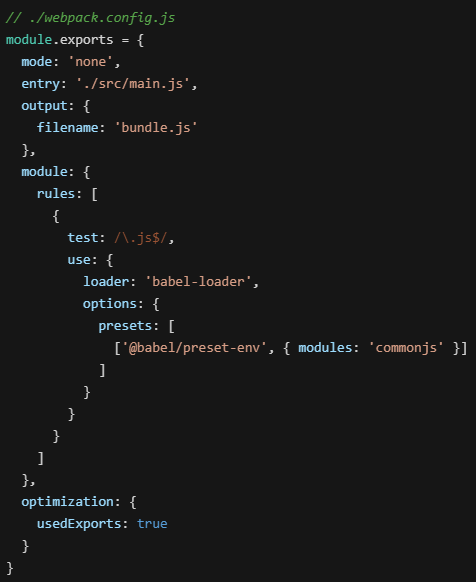 // ./webpack.config.js
module.exports = {
  mode: 'none',
  entry: './src/main.js',
  output: {
    filename: 'bundle.js'
  },
  module: {
    rules: [
      {
        test: /\.js$/,
        use: {
          loader: 'babel-loader',
          options: {
            presets: [
              ['@babel/preset-env', { modules: 'commonjs' }]
            ]
          }
        }
      }
    ]
  },
  optimization: {
    usedExports: true
  }
}